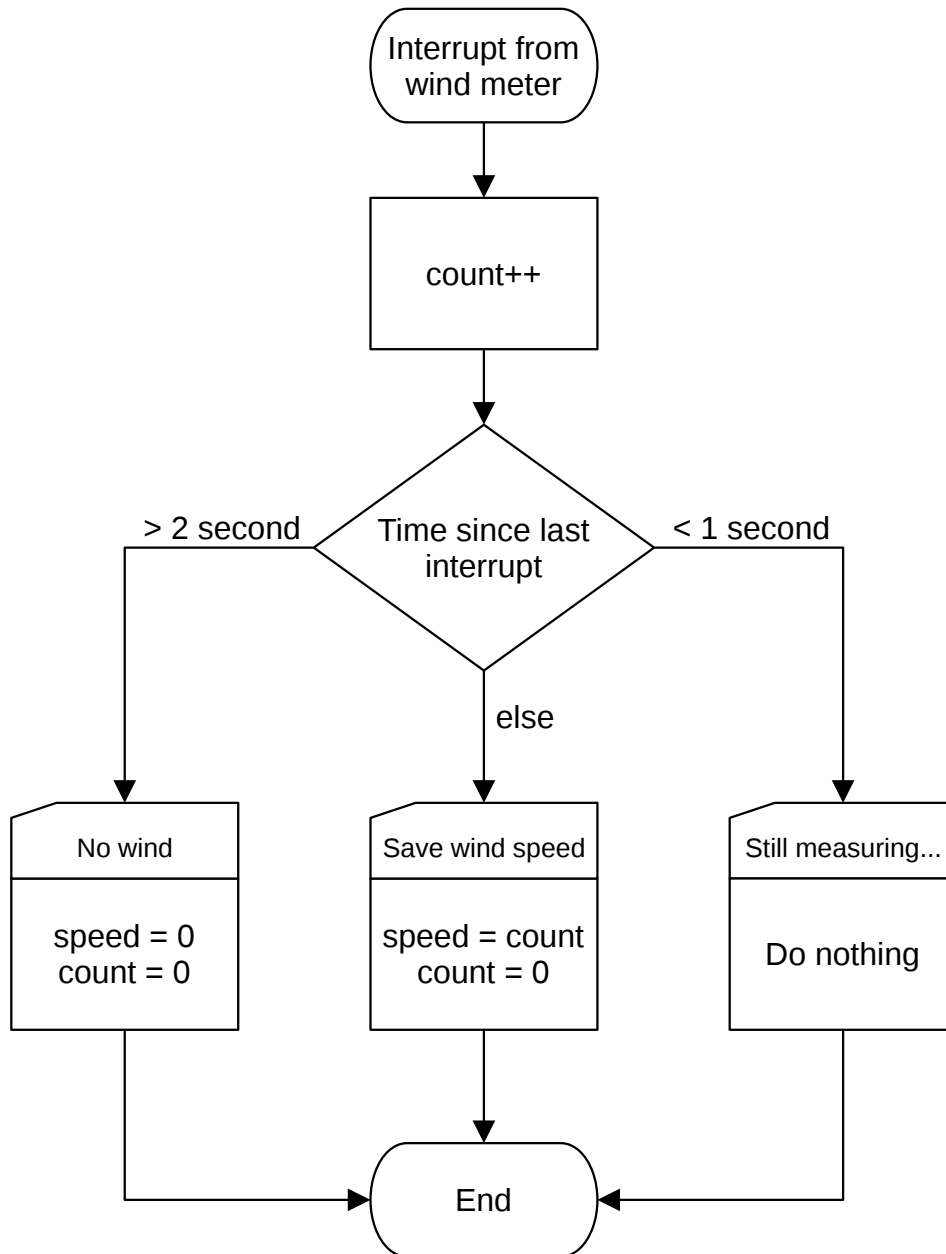 Interrupt from
wind meter
count++
Time since last
interrupt
> 2 second
< 1 second
else
No wind
speed = 0
count = 0
Save wind speed
speed = count
count = 0
Still measuring...
Do nothing
End